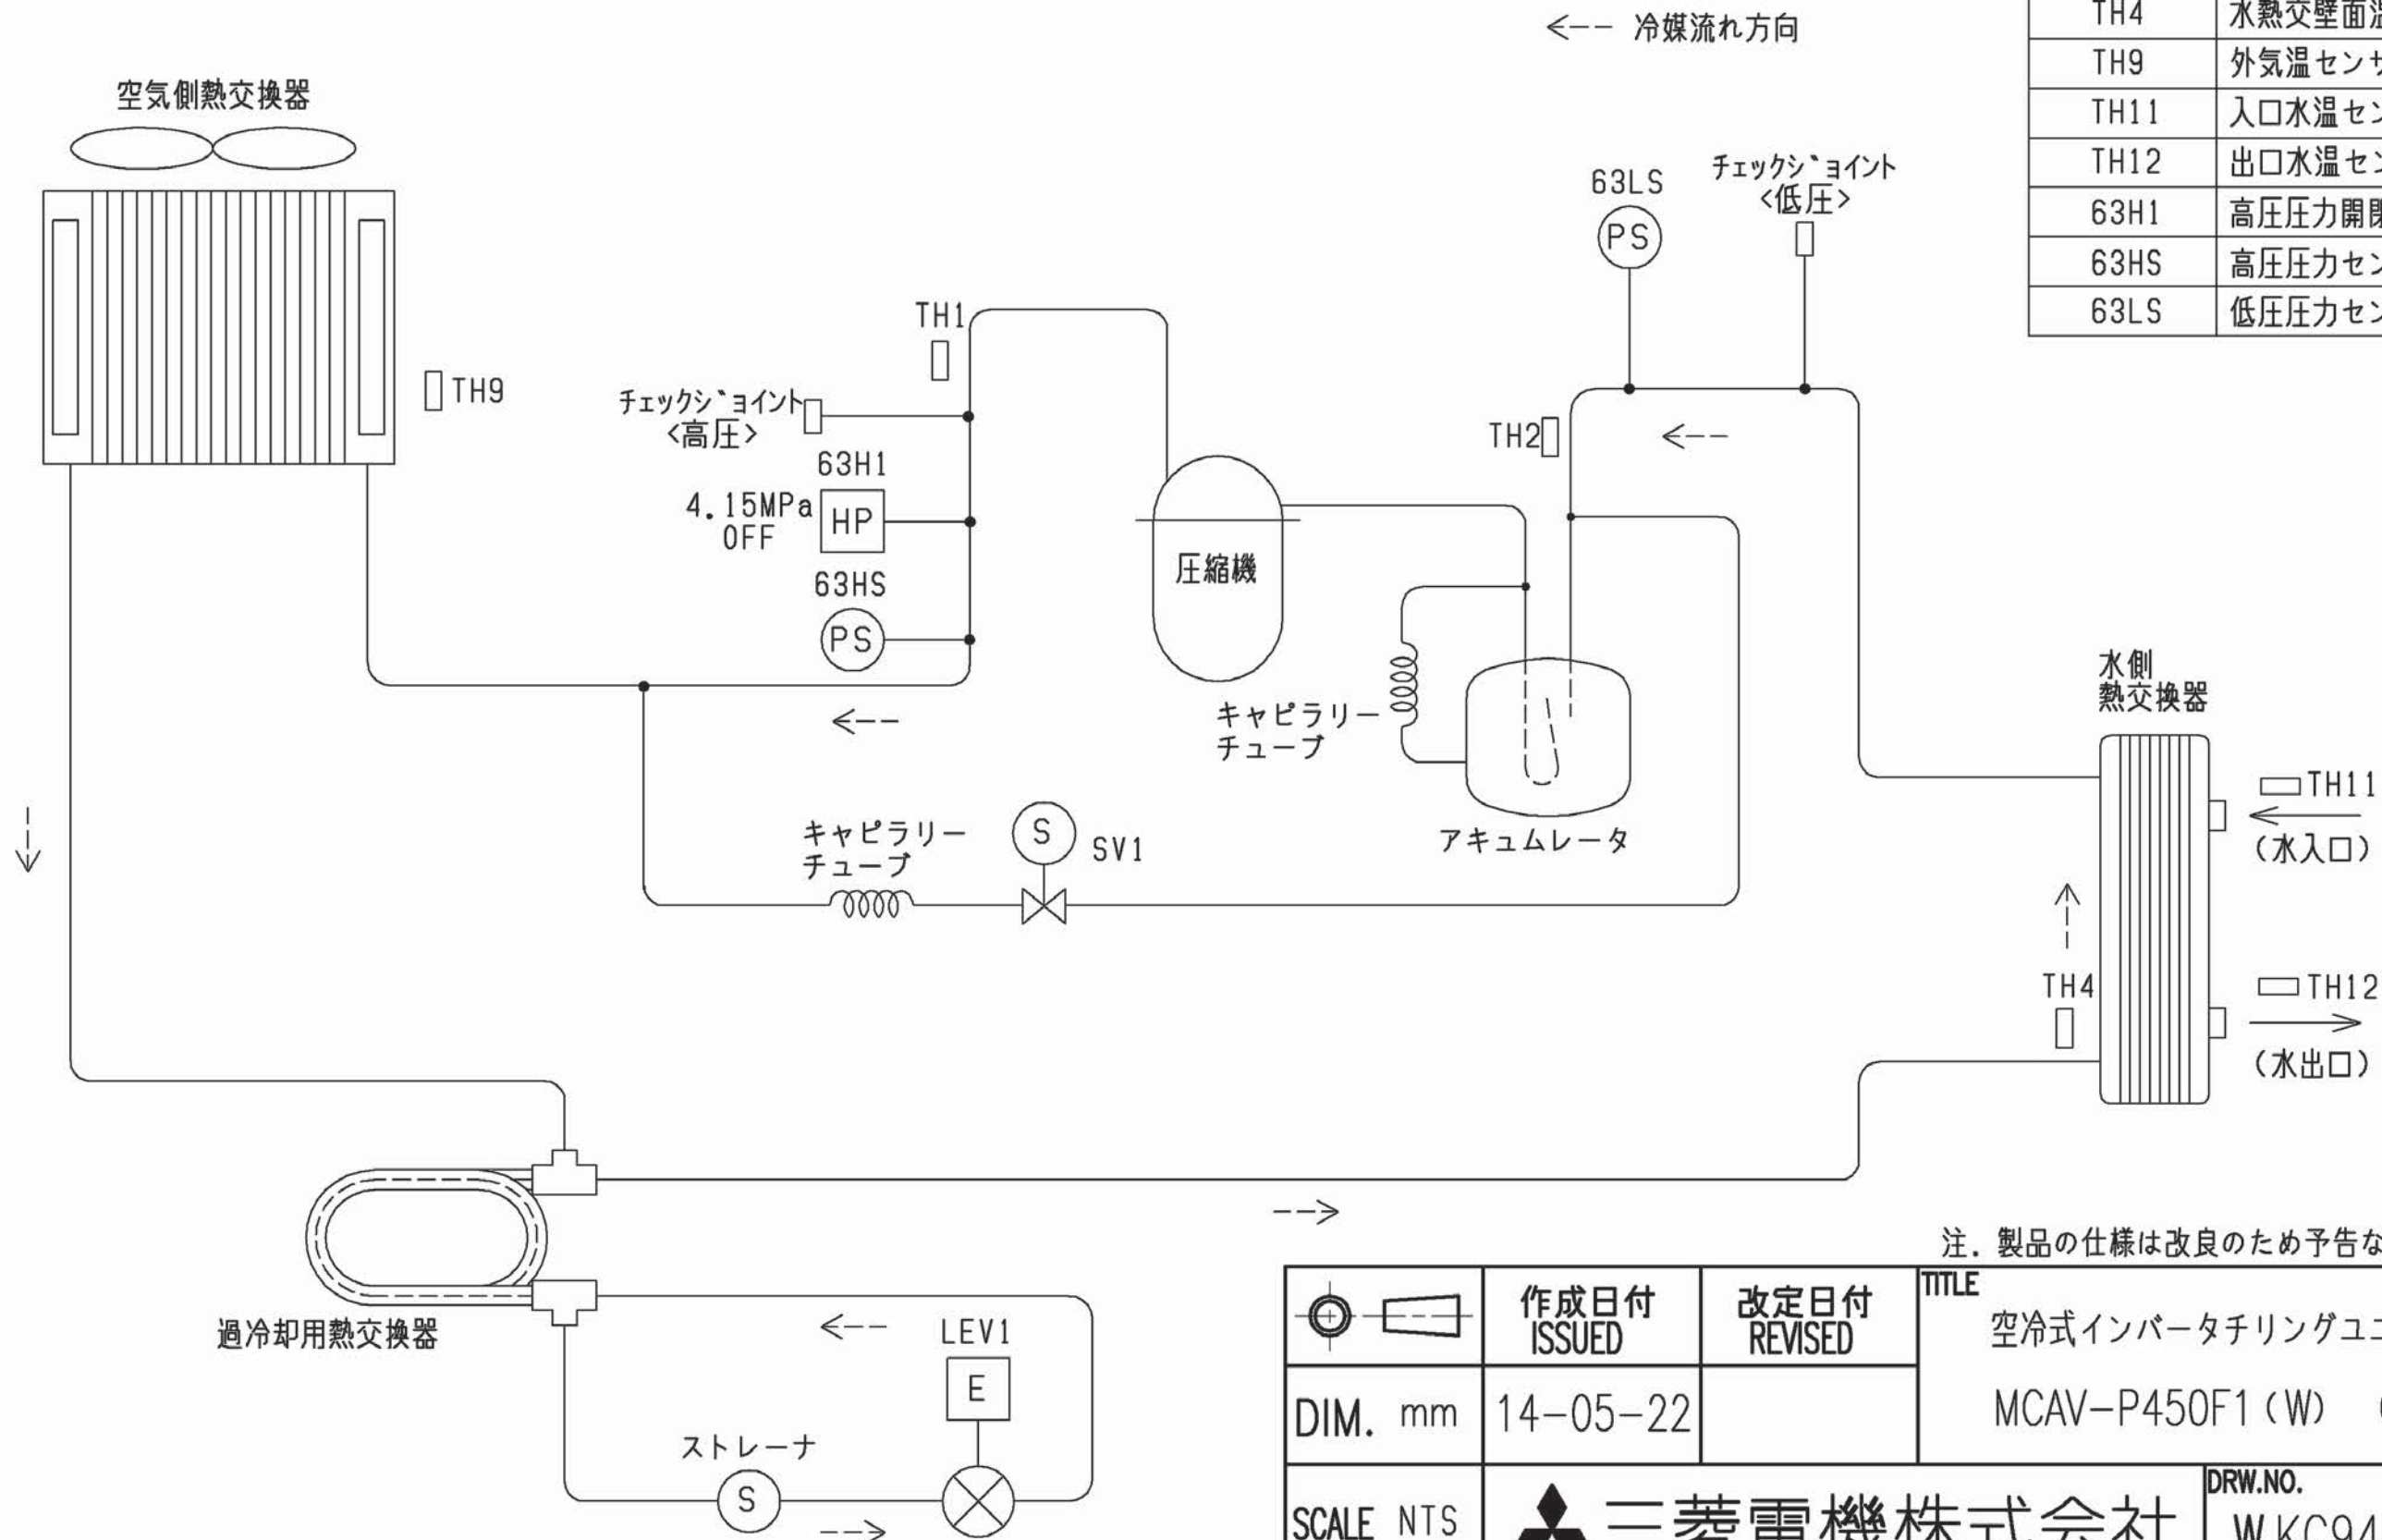 ←-- 冷媒流れ方向
TH4 水熱交壁面温
TH9 外気温センサ
TH11 入口水温セン
TH12 出口水温セン
63H1 高圧圧力開閉
63HS 高圧圧力セン
63LS 低圧圧力セン
空気側熱交換器
TH9
TH1
チェックジョイント
<高圧>
63H1
4.15MPa
OFF
HP
63HS
PS
圧縮機
63LS
PS
チェックジョイント
<低圧>
TH2
キャピラリー
チューブ
アキュムレータ
キャピラリー
チューブ
S
SV1
水側
熱交換器
TH11
(水入口)
TH4
TH12
(水出口)
過冷却用熱交換器
LEV1
E
ストレーナ
S
注. 製品の仕様は改良のため予告な
作成日付
ISSUED
改定日付
REVISED
TITLE
空冷式インバータチリングユニ
MCAV-P450F1(W) (
DIM. mm
14-05-22
SCALE NTS
三菱電機株式会社
DRW.NO.
WKC94